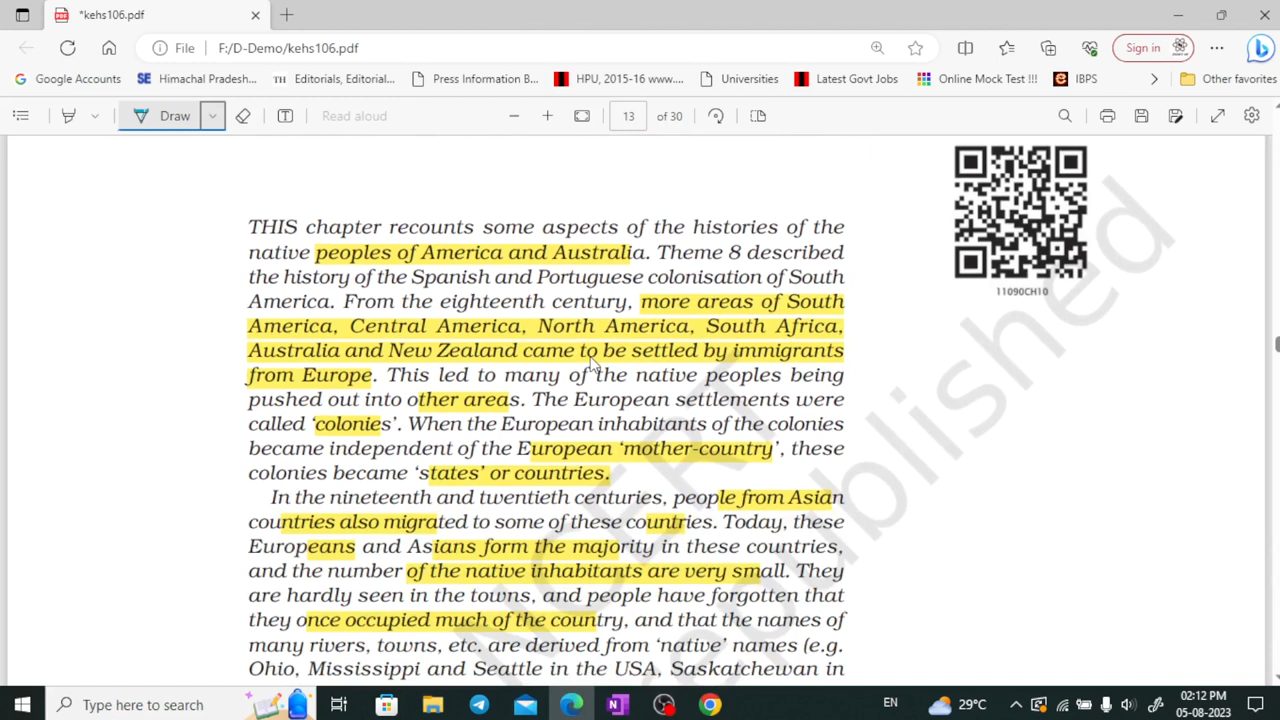 *kehs106.pdf
File F:/D-Demo/kehs106.pdf Sign in
Google Accounts SE Himachal Pradesh... TH Editorials, Editorial... Press Information B... HPU, 2015-16 www.... Universities Latest Govt Jobs Online Mock Test !!! IBPS Other favorites
Draw Read aloud 13 of 30
THIS chapter recounts some aspects of the histories of the
native peoples of America and Australia. Theme 8 described
the history of the Spanish and Portuguese colonisation of South
America. From the eighteenth century, more areas of South
America, Central America, North America, South Africa,
Australia and New Zealand came to be settled by immigrants
from Europe. This led to many of the native peoples being
pushed out into other areas. The European settlements were
called ‘colonies’. When the European inhabitants of the colonies
became independent of the European ‘mother-country’, these
colonies became ‘states’ or countries.
In the nineteenth and twentieth centuries, people from Asian
countries also migrated to some of these countries. Today, these
Europeans and Asians form the majority in these countries,
and the number of the native inhabitants are very small. They
are hardly seen in the towns, and people have forgotten that
they once occupied much of the country, and that the names of
many rivers, towns, etc. are derived from ‘native’ names (e.g.
Ohio, Mississippi and Seattle in the USA, Saskatchewan in
11090CH10
NCERT
republished
Type here to search EN 29°C 02:12 PM
05-08-2023